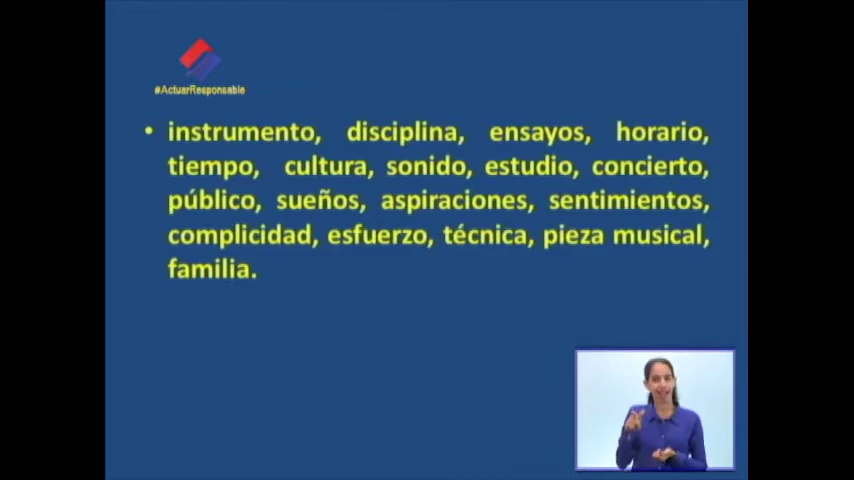 #ActuarResponsable
• instrumento, disciplina, ensayos, horario,
tiempo, cultura, sonido, estudio, concierto,
público, sueños, aspiraciones, sentimientos,
complicidad, esfuerzo, técnica, pieza musical,
familia.